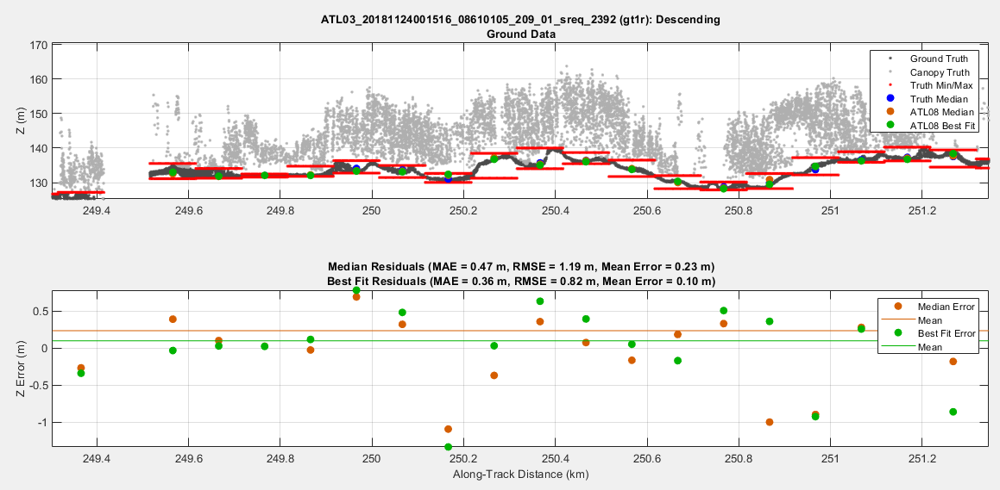 ATL03_20181124001516_08610105_209_01_sreq_2392 (gt1r): Descending
Ground Data
170
160
150
140
130
Z (m)
249.4
249.6
249.8
250
250.2
250.4
250.6
250.8
251
251.2
Ground Truth
Canopy Truth
Truth Min/Max
Truth Median
ATL08 Median
ATL08 Best Fit
Median Residuals (MAE = 0.47 m, RMSE = 1.19 m, Mean Error = 0.23 m)
Best Fit Residuals (MAE = 0.36 m, RMSE = 0.82 m, Mean Error = 0.10 m)
0.5
0
-0.5
-1
Z Error (m)
249.4
249.6
249.8
250
250.2
250.4
250.6
250.8
251
251.2
Along-Track Distance (km)
Median Error
Mean
Best Fit Error
Mean